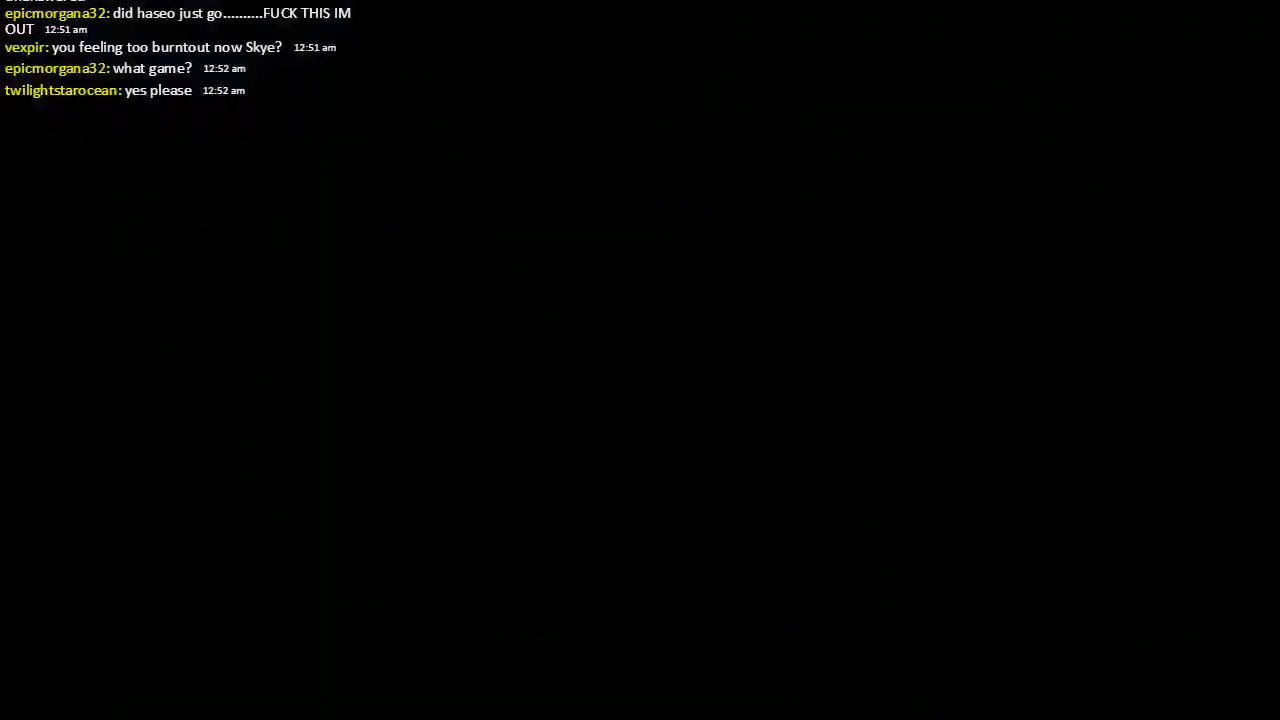 epicmorgana32: did haseo just go..........FUCK THIS IM
OUT 12:51 am
vexpir: you feeling too burntout now Skye? 12:51 am
epicmorgana32: what game? 12:52 am
twilightstarocean: yes please 12:52 am